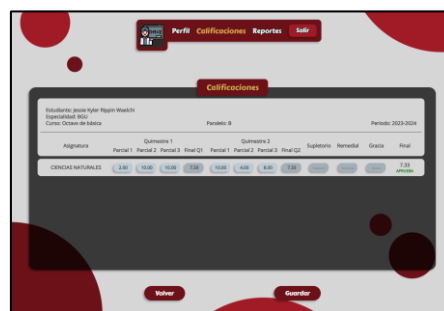 Perfil Calificaciones Reportes Salir
Calificaciones
Estudiante: Jessie Kyler Rippin Waelchi
Especialidad: BGU
Curso: Octavo de básica Paralelo: B Periodo: 2023-2024
Quimestre 1 Quimestre 2
Asignatura Parcial 1 Parcial 2 Parcial 3 Final Q1 Parcial 1 Parcial 2 Parcial 3 Final Q2 Supletorio Remedial Gracia Final
CIENCIAS NATURALES 2.00 10.00 10.00 7.33 10.00 4.00 8.00 7.33 7.33
APRUEBA
Volver Guardar